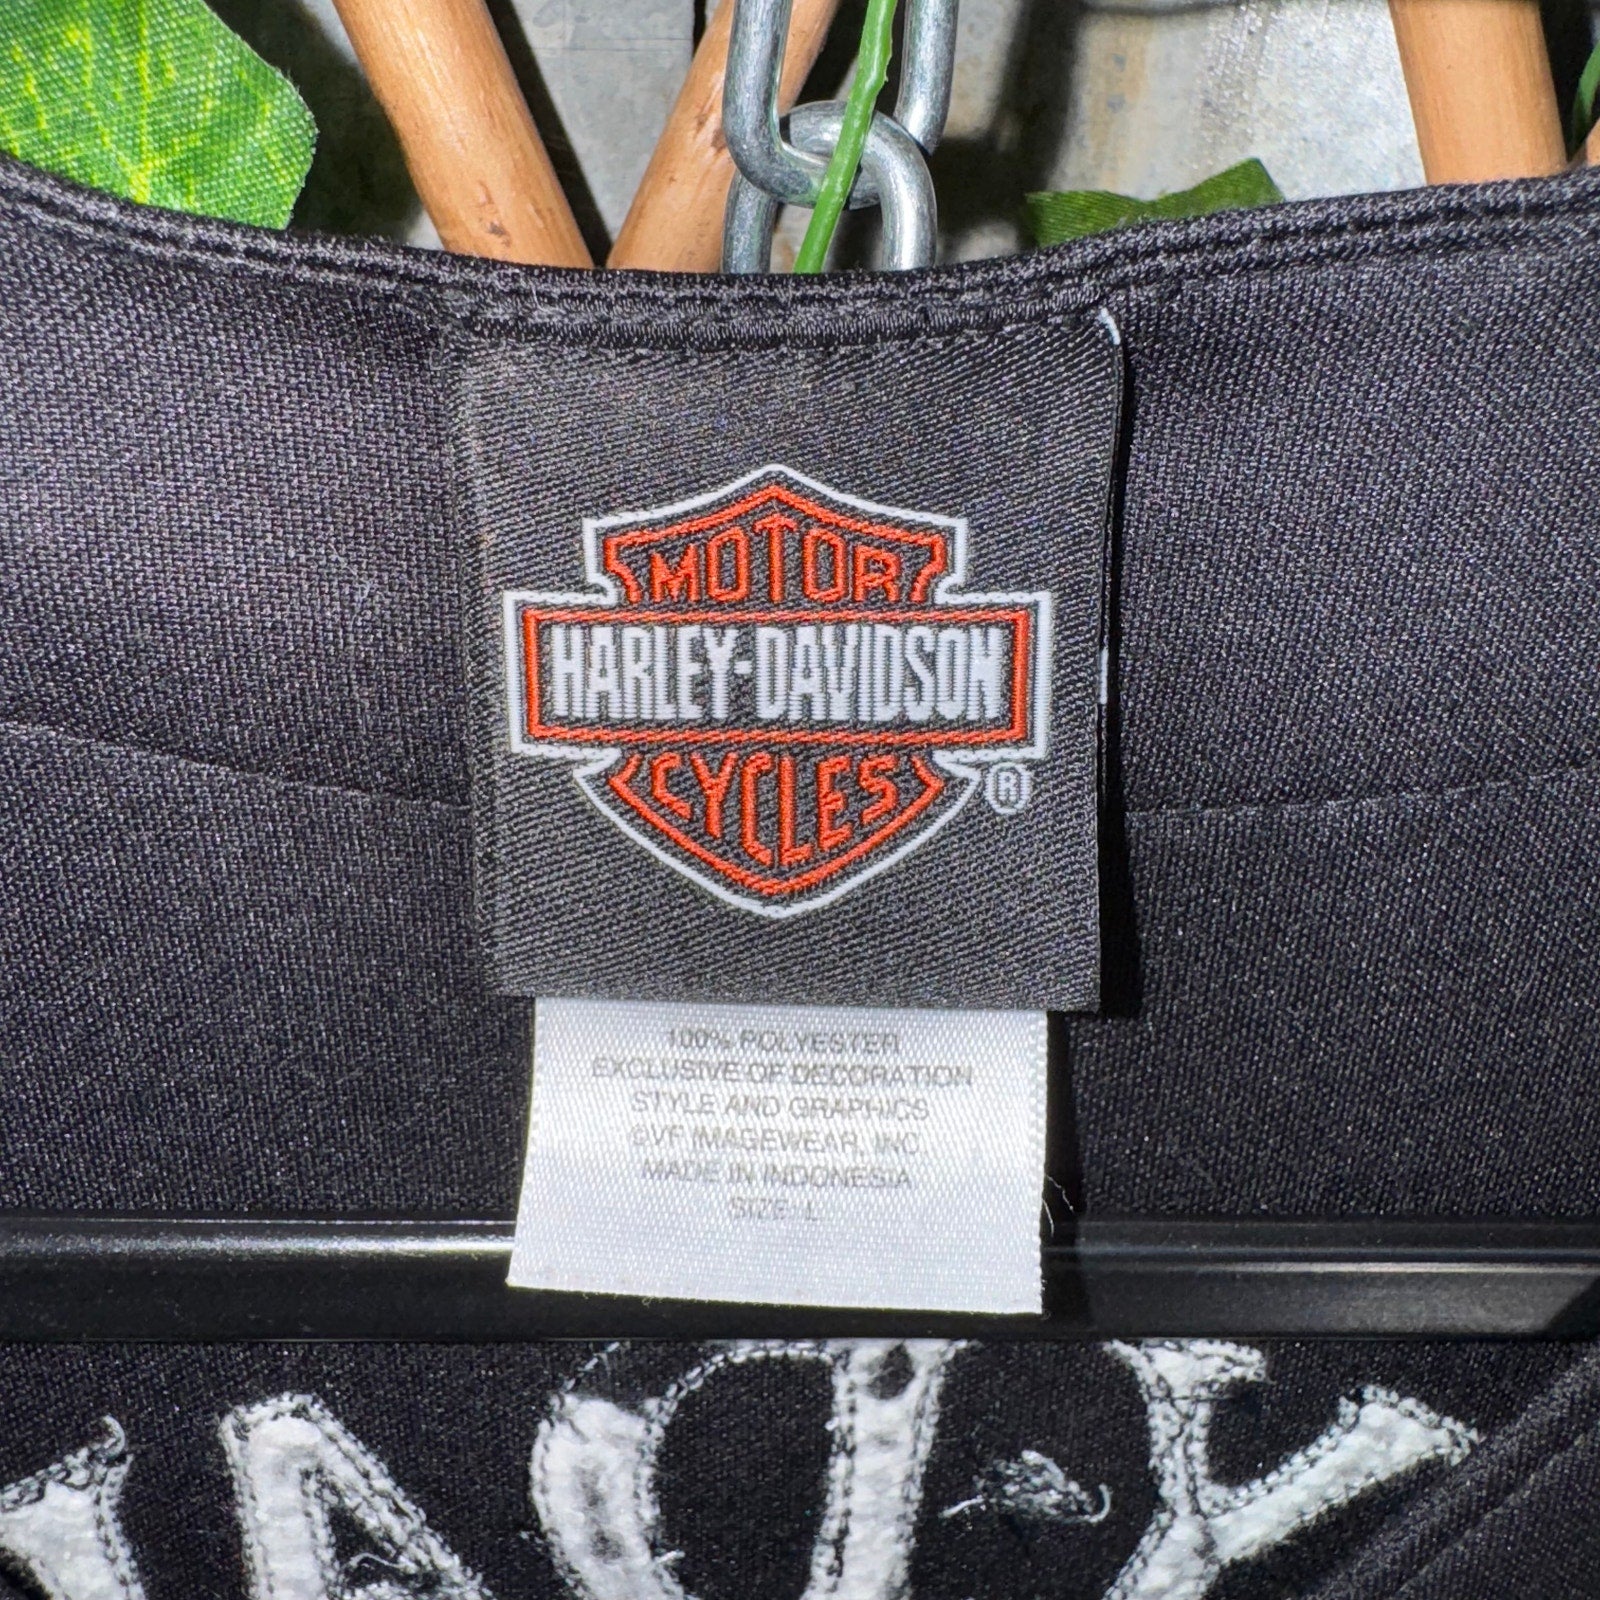 MOTOR
HARLEY-DAVIDSON
CYCLES
®
100% POLYESTER
EXCLUSIVE OF DECORATION
STYLE AND GRAPHICS
©VF IMAGEWEAR, INC.
MADE IN INDONESIA
SIZE: L